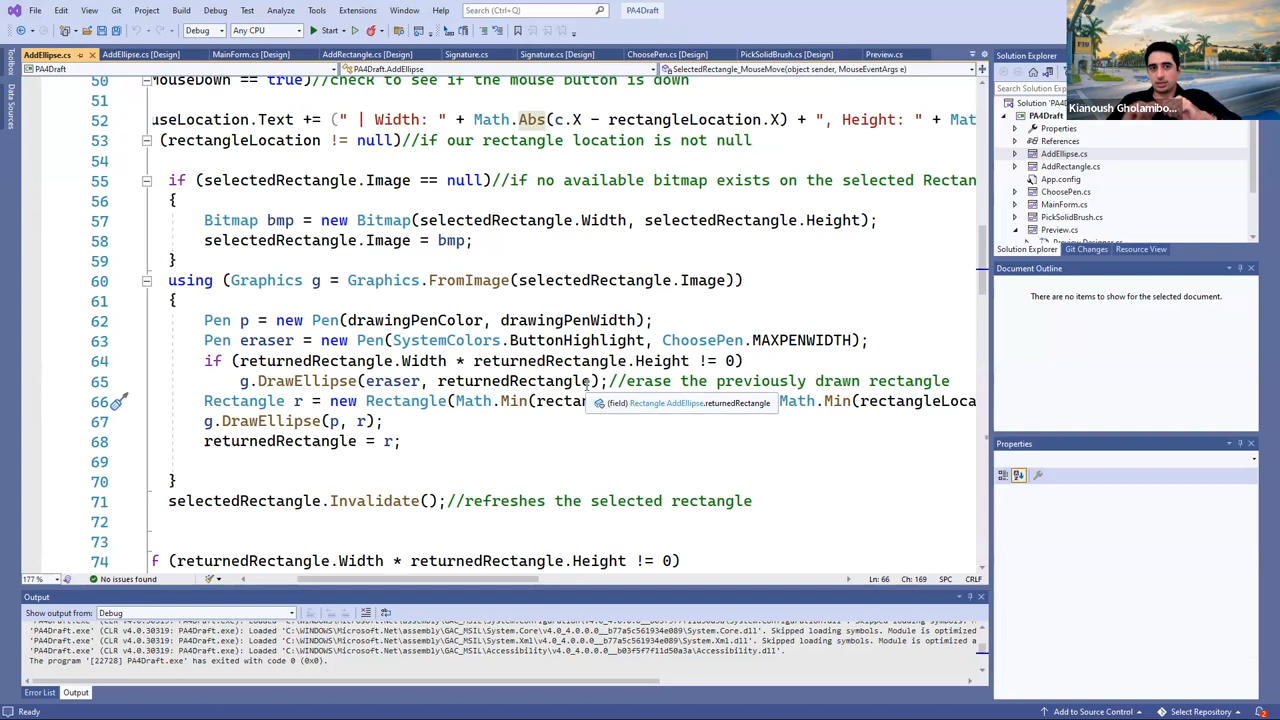 File Edit View Git Project Build Debug Test Analyze Tools Extensions Window Help Search (Ctrl+Q) PA4Draft
Debug Any CPU Start
AddEllipse.cs AddEllipse.cs [Design] MainForm.cs [Design] AddRectangle.cs [Design] Signature.cs Signature.cs [Design] ChoosePen.cs [Design] PickSolidBrush.cs [Design] Preview.cs
PA4Draft PA4Draft.AddEllipse SelectedRectangle_MouseMove(object sender, MouseEventArgs e)
Toolbox
Data Sources
50 MouseDown == true)//check to see if the mouse button is down
51
52 useLocation.Text += (" | Width: " + Math.Abs(c.X - rectangleLocation.X) + ", Height: " + Mat
53 (rectangleLocation != null)//if our rectangle location is not null
55 if (selectedRectangle.Image == null)//if no available bitmap exists on the selected Rectan
56 {
57 Bitmap bmp = new Bitmap(selectedRectangle.Width, selectedRectangle.Height);
58 selectedRectangle.Image = bmp;
59 }
60 using (Graphics g = Graphics.FromImage(selectedRectangle.Image))
61 {
62 Pen p = new Pen(drawingPenColor, drawingPenWidth);
63 Pen eraser = new Pen(SystemColors.ButtonHighlight, ChoosePen.MAXPENWIDTH);
64 if (returnedRectangle.Width * returnedRectangle.Height != 0)
65 g.DrawEllipse(eraser, returnedRectangle);//erase the previously drawn rectangle
66 Rectangle r = new Rectangle(Math.Min(rectan Math.Min(rectangleLoca
(field) Rectangle AddEllipse.returnedRectangle
67 g.DrawEllipse(p, r);
68 returnedRectangle = r;
69
70 }
71 selectedRectangle.Invalidate();//refreshes the selected rectangle
72
73
74 f (returnedRectangle.Width * returnedRectangle.Height != 0)
177 % No issues found Ln: 66 Ch: 169 SPC CRLF
Output
Show output from: Debug
'PA4Draft.exe' (CLR v4.0.30319: PA4Draft.exe): Loaded 'C:\WINDOWS\Microsoft.Net\assembly\GAC_MSIL\System.Core\v4.0_4.0.0.0__b77a5c561934e089\System.Core.dll'. Skipped loading symbols. Module is optimized
'PA4Draft.exe' (CLR v4.0.30319: PA4Draft.exe): Loaded 'C:\WINDOWS\Microsoft.Net\assembly\GAC_MSIL\System.Xml\v4.0_4.0.0.0__b77a5c561934e089\System.Xml.dll'. Skipped loading symbols. Module is optimized a
'PA4Draft.exe' (CLR v4.0.30319: PA4Draft.exe): Loaded 'C:\WINDOWS\Microsoft.Net\assembly\GAC_MSIL\Accessibility\v4.0_4.0.0.0__b03f5f7f11d50a3a\Accessibility.dll'.
The program '[22728] PA4Draft.exe' has exited with code 0 (0x0).
Error List Output
Ready Add to Source Control Select Repository 2
Solution Explorer
Search Solution Exp
Solution 'PA4D
PA4Draft
Properties
References
AddEllipse.cs
AddRectangle.cs
App.config
ChoosePen.cs
MainForm.cs
PickSolidBrush.cs
Preview.cs
Preview.Designer.cs
Solution Explorer Git Changes Resource View
Document Outline
There are no items to show for the selected document.
Properties
FIU
Kianoush Gholamibo...